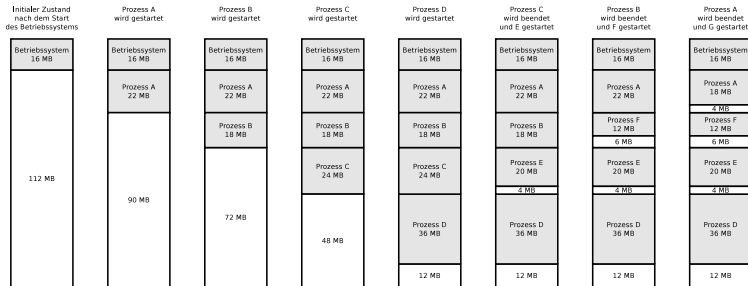 Initialer Zustand
nach dem Start
des Betriebssystems
Betriebssystem
16 MB
112 MB
Prozess A
wird gestartet
Betriebssystem
16 MB
Prozess A
22 MB
90 MB
Prozess B
wird gestartet
Betriebssystem
16 MB
Prozess A
22 MB
Prozess B
18 MB
72 MB
Prozess C
wird gestartet
Betriebssystem
16 MB
Prozess A
22 MB
Prozess B
18 MB
Prozess C
24 MB
48 MB
Prozess D
wird gestartet
Betriebssystem
16 MB
Prozess A
22 MB
Prozess B
18 MB
Prozess C
24 MB
Prozess D
36 MB
12 MB
Prozess C
wird beendet
und E gestartet
Betriebssystem
16 MB
Prozess A
22 MB
Prozess B
18 MB
Prozess E
20 MB
4 MB
Prozess D
36 MB
12 MB
Prozess B
wird beendet
und F gestartet
Betriebssystem
16 MB
Prozess A
22 MB
Prozess F
12 MB
6 MB
Prozess E
20 MB
4 MB
Prozess D
36 MB
12 MB
Prozess A
wird beendet
und G gestartet
Betriebssystem
16 MB
Prozess A
18 MB
4 MB
Prozess F
12 MB
6 MB
Prozess E
20 MB
4 MB
Prozess D
36 MB
12 MB